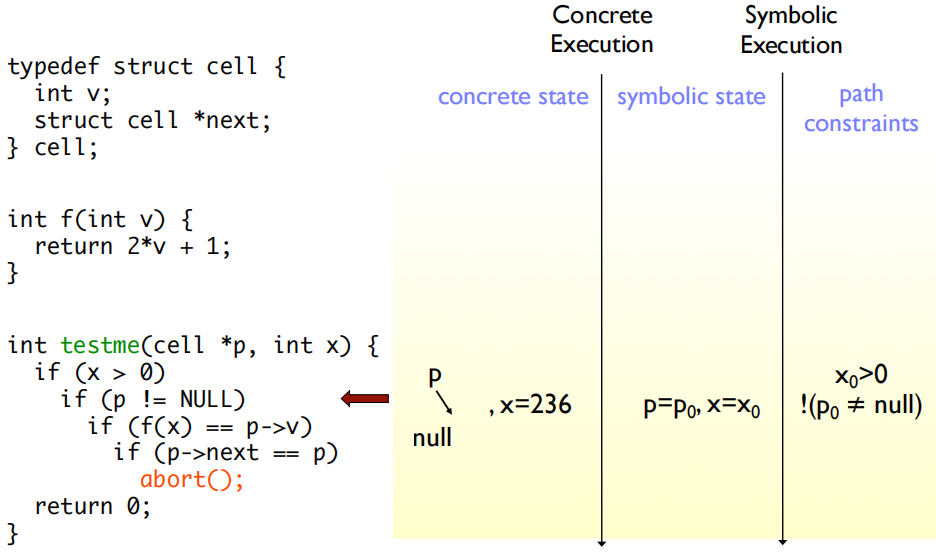 Concrete
Execution
Symbolic
Execution
concrete state
symbolic state
path
constraints
typedef struct cell {
int v;
struct cell *next;
} cell;
int f(int v) {
return 2*v + 1;
}
int testme(cell *p, int x) {
if (x > 0)
if (p != NULL)
if (f(x) == p->v)
if (p->next == p)
abort();
return 0;
}
p
null
, x=236
p=p₀, x=x₀
x₀>0
!(p₀ ≠ null)